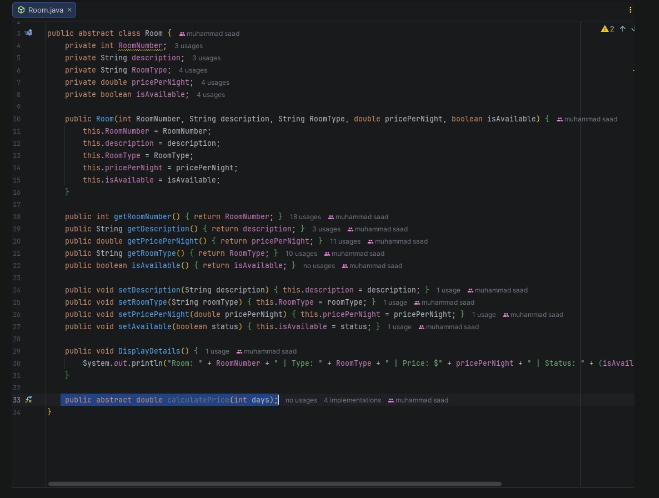 Room.java ×
2
3 public abstract class Room { muhammad saad
4 private int RoomNumber; 3 usages
5 private String description; 3 usages
6 private String RoomType; 4 usages
7 private double pricePerNight; 4 usages
8 private boolean isAvailable; 4 usages
9
10 public Room(int RoomNumber, String description, String RoomType, double pricePerNight, boolean isAvailable) { muhammad saad
11 this.RoomNumber = RoomNumber;
12 this.description = description;
13 this.RoomType = RoomType;
14 this.pricePerNight = pricePerNight;
15 this.isAvailable = isAvailable;
16 }
17
18 public int getRoomNumber() { return RoomNumber; } 18 usages muhammad saad
19 public String getDescription() { return description; } 3 usages muhammad saad
20 public double getPricePerNight() { return pricePerNight; } 11 usages muhammad saad
21 public String getRoomType() { return RoomType; } 10 usages muhammad saad
22 public boolean isAvailable() { return isAvailable; } no usages muhammad saad
23
24 public void setDescription(String description) { this.description = description; } 1 usage muhammad saad
25 public void setRoomType(String roomType) { this.RoomType = roomType; } 1 usage muhammad saad
26 public void setPricePerNight(double pricePerNight) { this.pricePerNight = pricePerNight; } 1 usage muhammad saad
27 public void setAvailable(boolean status) { this.isAvailable = status; } 1 usage muhammad saad
28
29 public void DisplayDetails() { 1 usage muhammad saad
30 System.out.println("Room: " + RoomNumber + " | Type: " + RoomType + " | Price: $" + pricePerNight + " | Status: " + (isAvail
31 }
32
33 public abstract double calculatePrice(int days); no usages 4 implementations muhammad saad
34 }
2